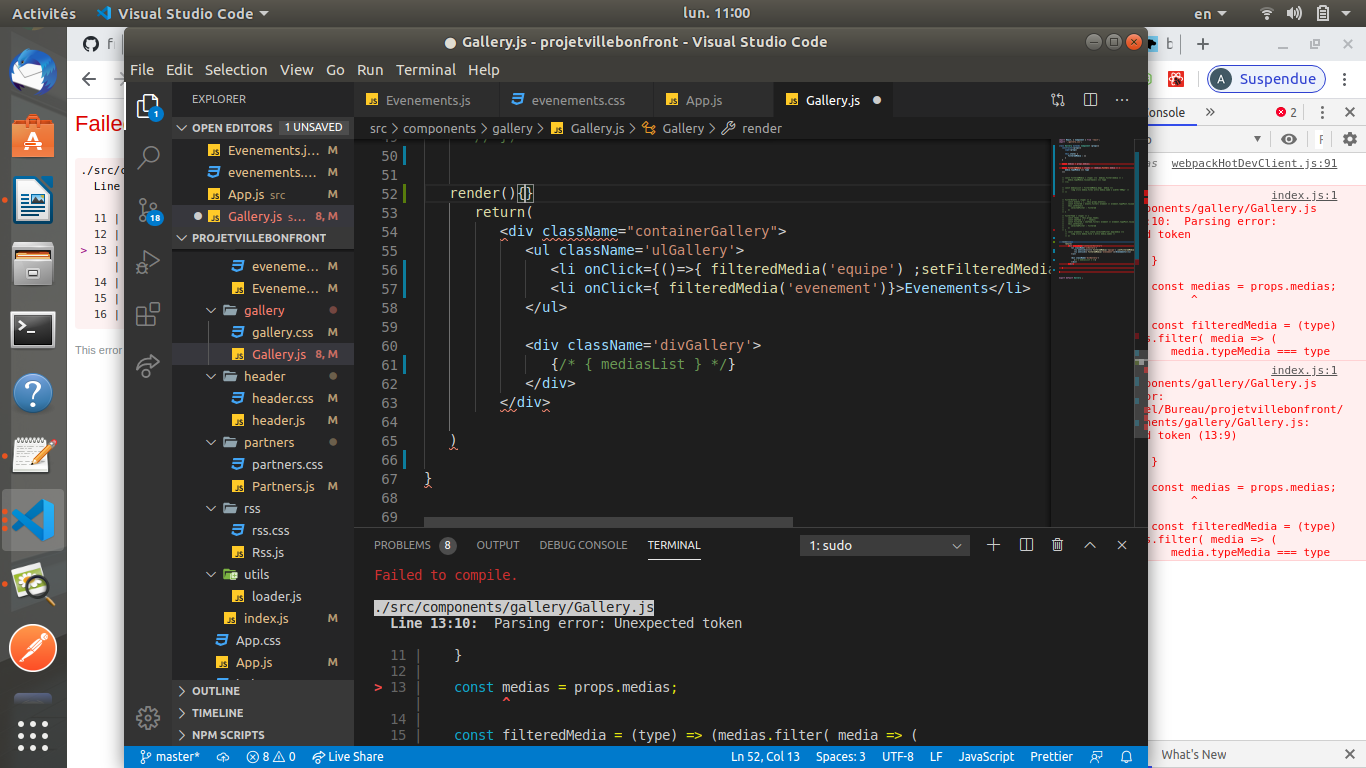 Activités
Visual Studio Code
lun. 11:00
en
● Gallery.js - projetvillebonfront - Visual Studio Code
File Edit Selection View Go Run Terminal Help
EXPLORER
OPEN EDITORS 1 UNSAVED
Evenements.j... M
evenements.c... M
App.js src M
● Gallery.js s... 8, M
PROJETVILLEBONFRONT
eveneme... M
Eveneme... M
gallery
gallery.css M
Gallery.js 8, M
header
header.css M
header.js M
partners
partners.css
Partners.js M
rss
rss.css
Rss.js
utils
loader.js
index.js M
App.css
App.js M
OUTLINE
TIMELINE
NPM SCRIPTS
1
18
Evenements.js evenements.css App.js Gallery.js ●
src > components > gallery > Gallery.js > Gallery > render
50
51
52 render(){}
53 return(
54 <div className="containerGallery">
55 <ul className='ulGallery'>
56 <li onClick={()=>{ filteredMedia('equipe') ;setFilteredMedia
57 <li onClick={ filteredMedia('evenement')}>Evenements</li>
58 </ul>
59
60 <div className='divGallery'>
61 {/* { mediasList } */}
62 </div>
63 </div>
64
65 )
66
67 }
68
69
PROBLEMS 8 OUTPUT DEBUG CONSOLE TERMINAL 1: sudo
Failed to compile.
./src/components/gallery/Gallery.js
Line 13:10: Parsing error: Unexpected token
11 | }
12 |
> 13 | const medias = props.medias;
| ^
14 |
15 | const filteredMedia = (type) => (medias.filter( media => (
master* 8 0 Live Share Ln 52, Col 13 Spaces: 3 UTF-8 LF JavaScript Prettier
Failed
./src/c
Line
11 |
12 |
> 13 |
|
14 |
15 |
16 |
This error
A Suspendue
onsole » 2
webpackHotDevClient.js:91
index.js:1
ponents/gallery/Gallery.js
:10: Parsing error:
d token
}
const medias = props.medias;
^
const filteredMedia = (type)
s.filter( media => (
media.typeMedia === type
index.js:1
ponents/gallery/Gallery.js
or:
el/Bureau/projetvillebonfront/
nents/gallery/Gallery.js:
d token (13:9)
}
const medias = props.medias;
^
const filteredMedia = (type)
s.filter( media => (
media.typeMedia === type
What's New